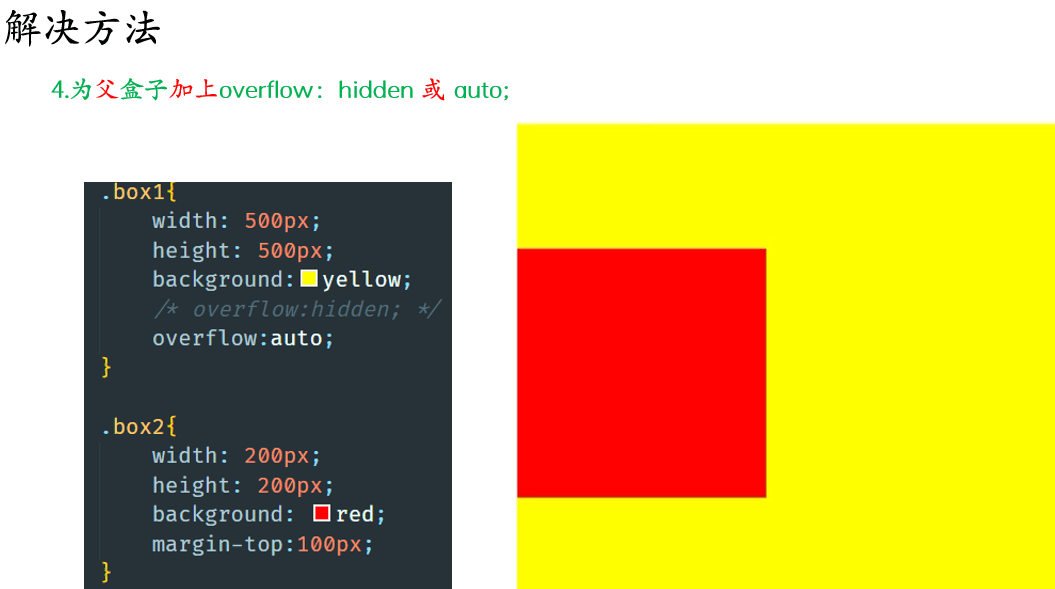 解决方法
4.为父盒子加上overflow：hidden 或 auto;
.box1{
width: 500px;
height: 500px;
background:yellow;
/* overflow:hidden; */
overflow:auto;
}
.box2{
width: 200px;
height: 200px;
background: red;
margin-top:100px;
}